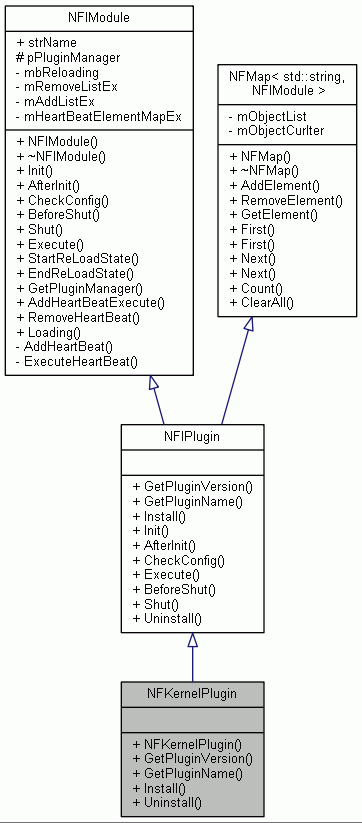 NFIModule
+ strName
# pPluginManager
- mbReloading
- mRemoveListEx
- mAddListEx
- mHeartBeatElementMapEx
+ NFIModule()
+ ~NFIModule()
+ Init()
+ AfterInit()
+ CheckConfig()
+ BeforeShut()
+ Shut()
+ Execute()
+ StartReLoadState()
+ EndReLoadState()
+ GetPluginManager()
+ AddHeartBeatExecute()
+ RemoveHeartBeat()
+ Loading()
- AddHeartBeat()
- ExecuteHeartBeat()
NFMap< std::string,
NFIModule >
- mObjectList
- mObjectCurIter
+ NFMap()
+ ~NFMap()
+ AddElement()
+ RemoveElement()
+ GetElement()
+ First()
+ First()
+ Next()
+ Next()
+ Count()
+ ClearAll()
NFIPlugin
+ GetPluginVersion()
+ GetPluginName()
+ Install()
+ Init()
+ AfterInit()
+ CheckConfig()
+ Execute()
+ BeforeShut()
+ Shut()
+ Uninstall()
NFKernelPlugin
+ NFKernelPlugin()
+ GetPluginVersion()
+ GetPluginName()
+ Install()
+ Uninstall()